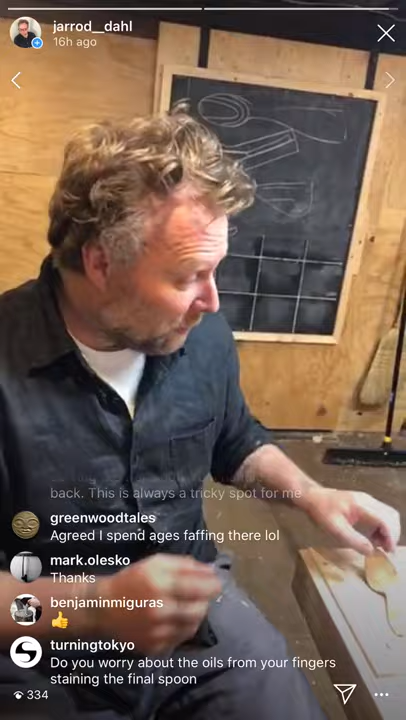 jarrod__dahl
16h ago
back. This is always a tricky spot for me
greenwoodtales
Agreed I spend ages faffing there lol
mark.olesko
Thanks
benjaminmiguras
👍
turningtokyo
Do you worry about the oils from your fingers
staining the final spoon
334